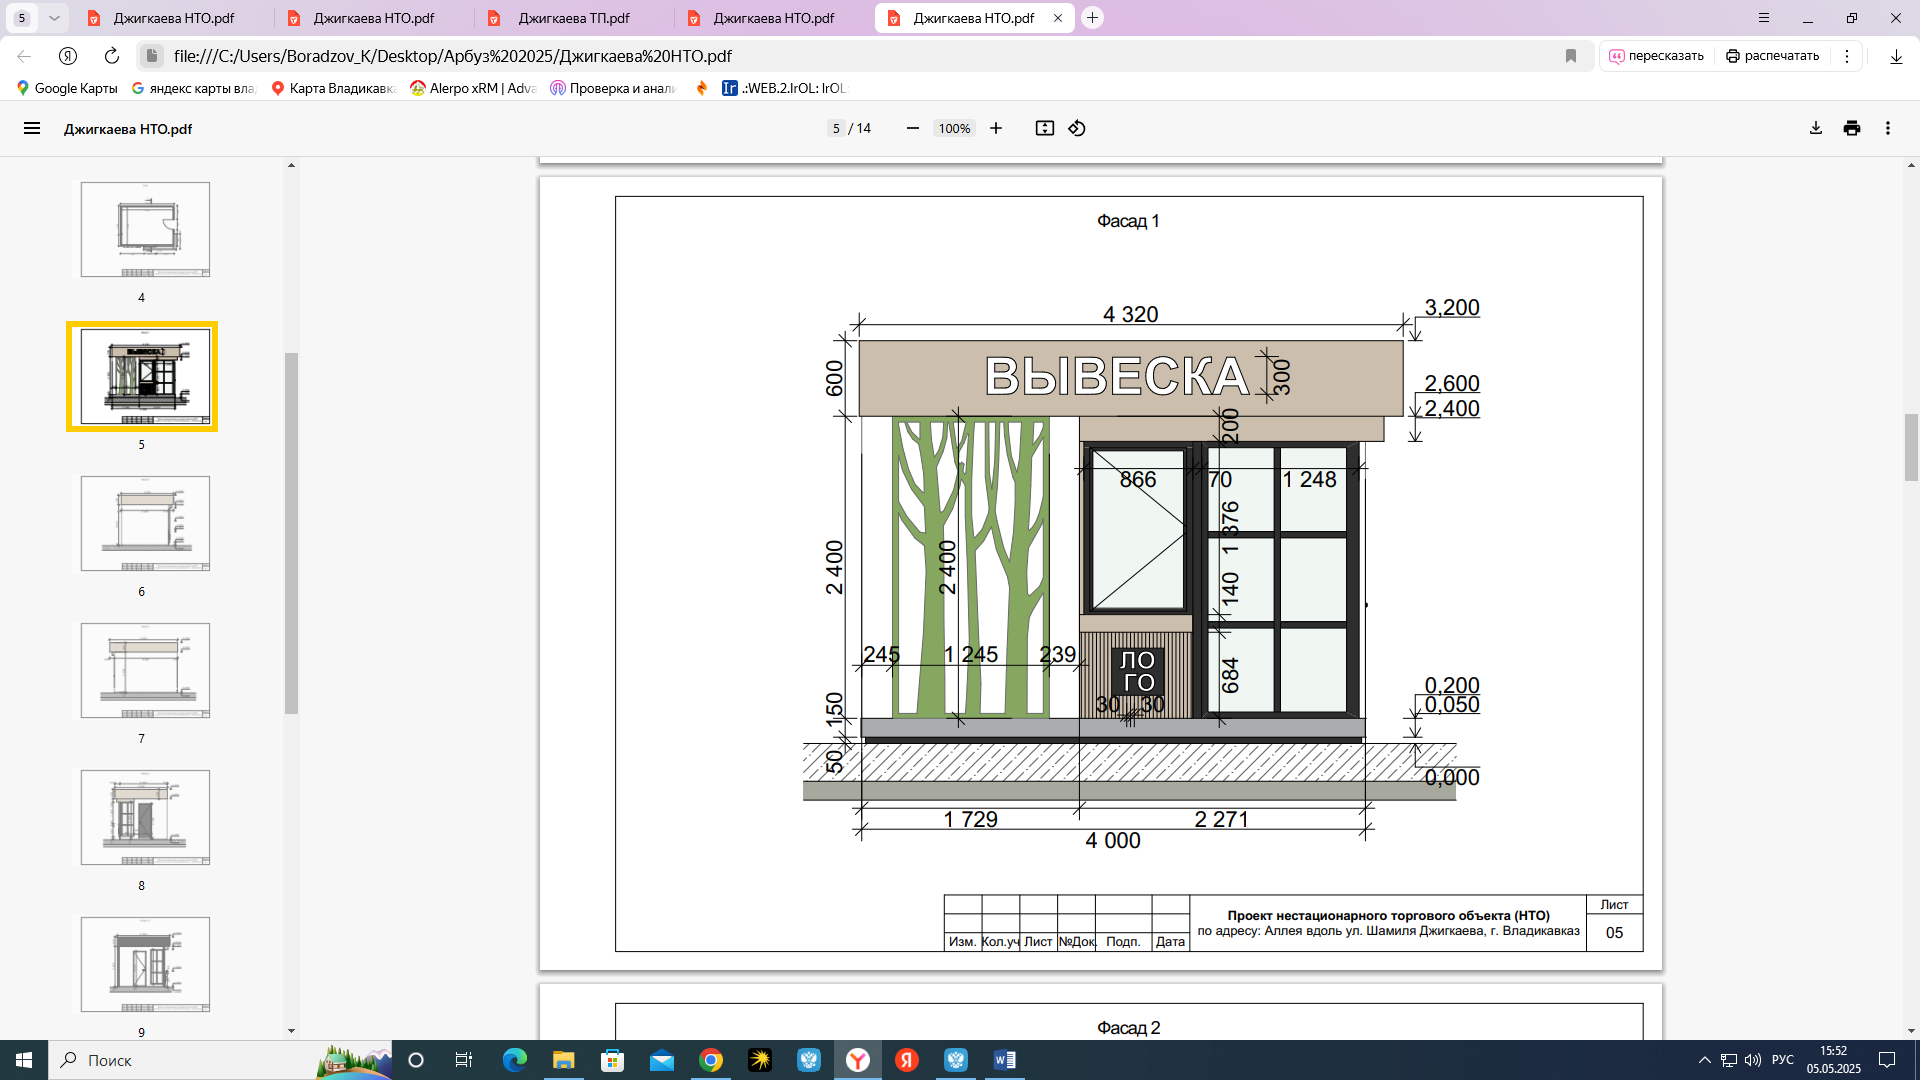 5
Джигкаева НТО.pdf
Джигкаева НТО.pdf
Джигкаева ТП.pdf
Джигкаева НТО.pdf
Джигкаева НТО.pdf
file:///C:/Users/Boradzov_K/Desktop/Арбуз%202025/Джигкаева%20НТО.pdf
пересказать
распечатать
Google Карты
яндекс карты вла
Карта Владикавка
Alerpo xRM | Adva
Проверка и анали
.:WEB.2.IrOL: IrOL
Джигкаева НТО.pdf
5 / 14
100%
4
5
6
7
8
9
Фасад 1
4 320
3,200
ВЫВЕСКА
300
600
2,600
2,400
200
866
70
1 248
1 376
2 400
2 400
140
245
1 245
239
ЛО
ГО
684
30
30
0,200
0,050
150
50
0,000
1 729
2 271
4 000
Изм.
Кол.уч
Лист
№Док.
Подп.
Дата
Проект нестационарного торгового объекта (НТО)
по адресу: Аллея вдоль ул. Шамиля Джигкаева, г. Владикавказ
Лист
05
Фасад 2
Поиск
РУС
15:52
05.05.2025